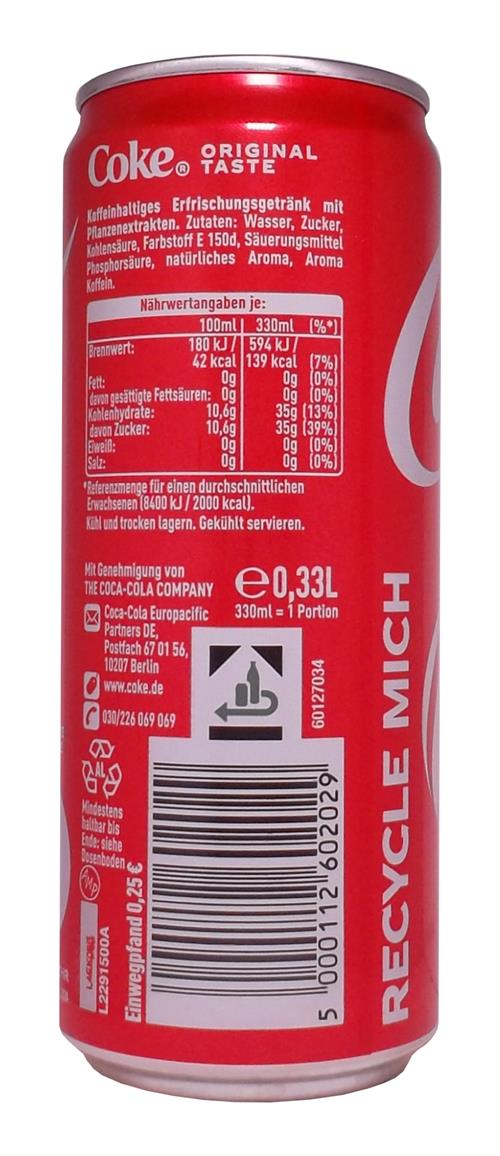 Coke® ORIGINAL TASTE
Koffeinhaltiges Erfrischungsgetränk mit
Pflanzenextrakten. Zutaten: Wasser, Zucker,
Kohlensäure, Farbstoff E 150d, Säuerungsmittel
Phosphorsäure, natürliches Aroma, Aroma
Koffein.
Nährwertangaben je:
100ml 330ml (%*)
Brennwert: 180 kJ / 594 kJ /
42 kcal 139 kcal (7%)
Fett: 0g 0g (0%)
davon gesättigte Fettsäuren: 0g 0g (0%)
Kohlenhydrate: 10,6g 35g (13%)
davon Zucker: 10,6g 35g (39%)
Eiweiß: 0g 0g (0%)
Salz: 0g 0g (0%)
*Referenzmenge für einen durchschnittlichen
Erwachsenen (8400 kJ / 2000 kcal).
Kühl und trocken lagern. Gekühlt servieren.
Mit Genehmigung von
THE COCA-COLA COMPANY
℮ 0,33L
330ml = 1 Portion
Coca-Cola Europacific
Partners DE,
Postfach 67 01 56,
10207 Berlin
www.coke.de
030/226 069 069
60127034
AL
Mindestens
haltbar bis
Ende: siehe
Dosenboden
L2291500A
Einwegpfand 0,25 €
5 000112 602029
RECYCLE MICH